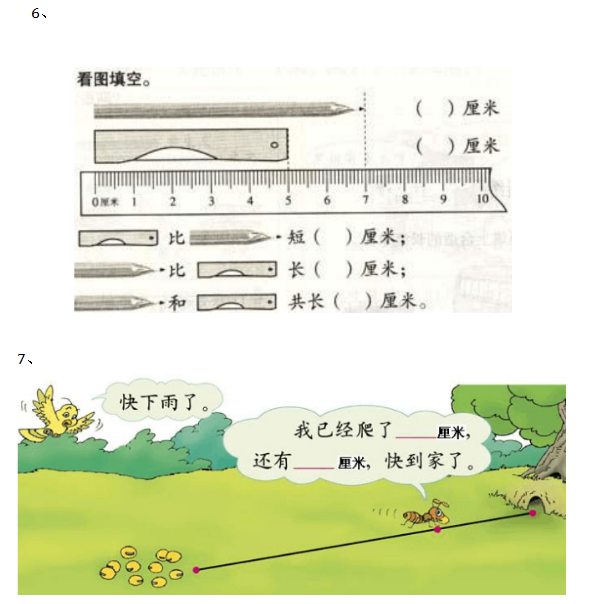 6、
看图填空。
( )厘米
( )厘米
0厘米 1 2 3 4 5 6 7 8 9 10
比 短( )厘米;
比 长( )厘米;
和 共长( )厘米。
7、
快下雨了。
我已经爬了____厘米,
还有____厘米,快到家了。